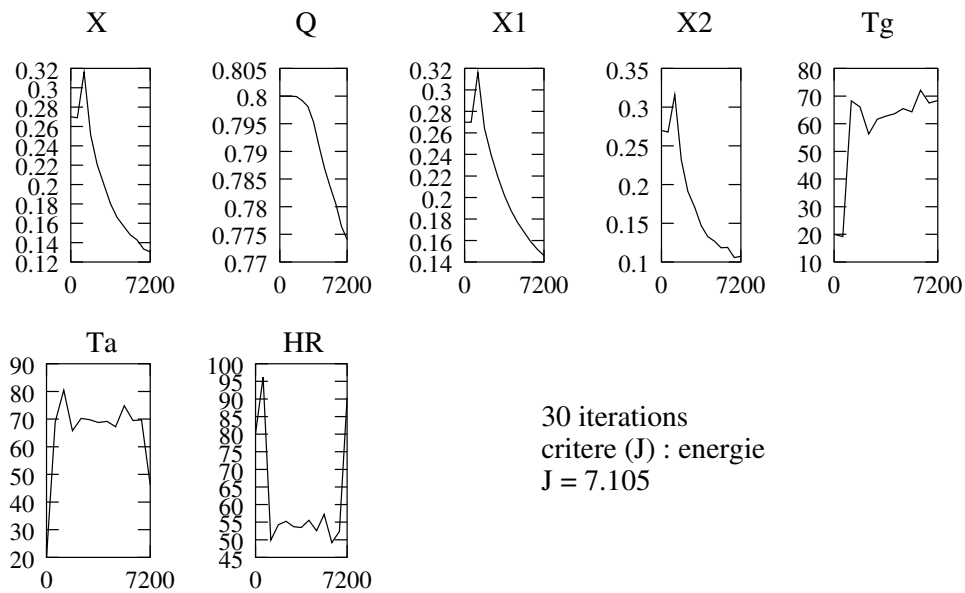 X Q X1 X2 Tg
0.32 0.805 0.32 0.35 80
0.3 0.8 0.3 0.3 70
0.28 0.795 0.28 0.25 60
0.26 0.79 0.26 0.2 50
0.24 0.785 0.24 0.15 40
0.22 0.78 0.22 0.1 30
0.2 0.775 0.2 20
0.18 0.77 0.18 10
0.16 0.16
0.14 0.14
0.12
0 7200 0 7200 0 7200 0 7200 0 7200
Ta HR
90 100
80 95
70 90
60 85
50 80
40 75
30 70
20 65
60
55
50
45
0 7200 0 7200
30 iterations
critere (J) : energie
J = 7.105